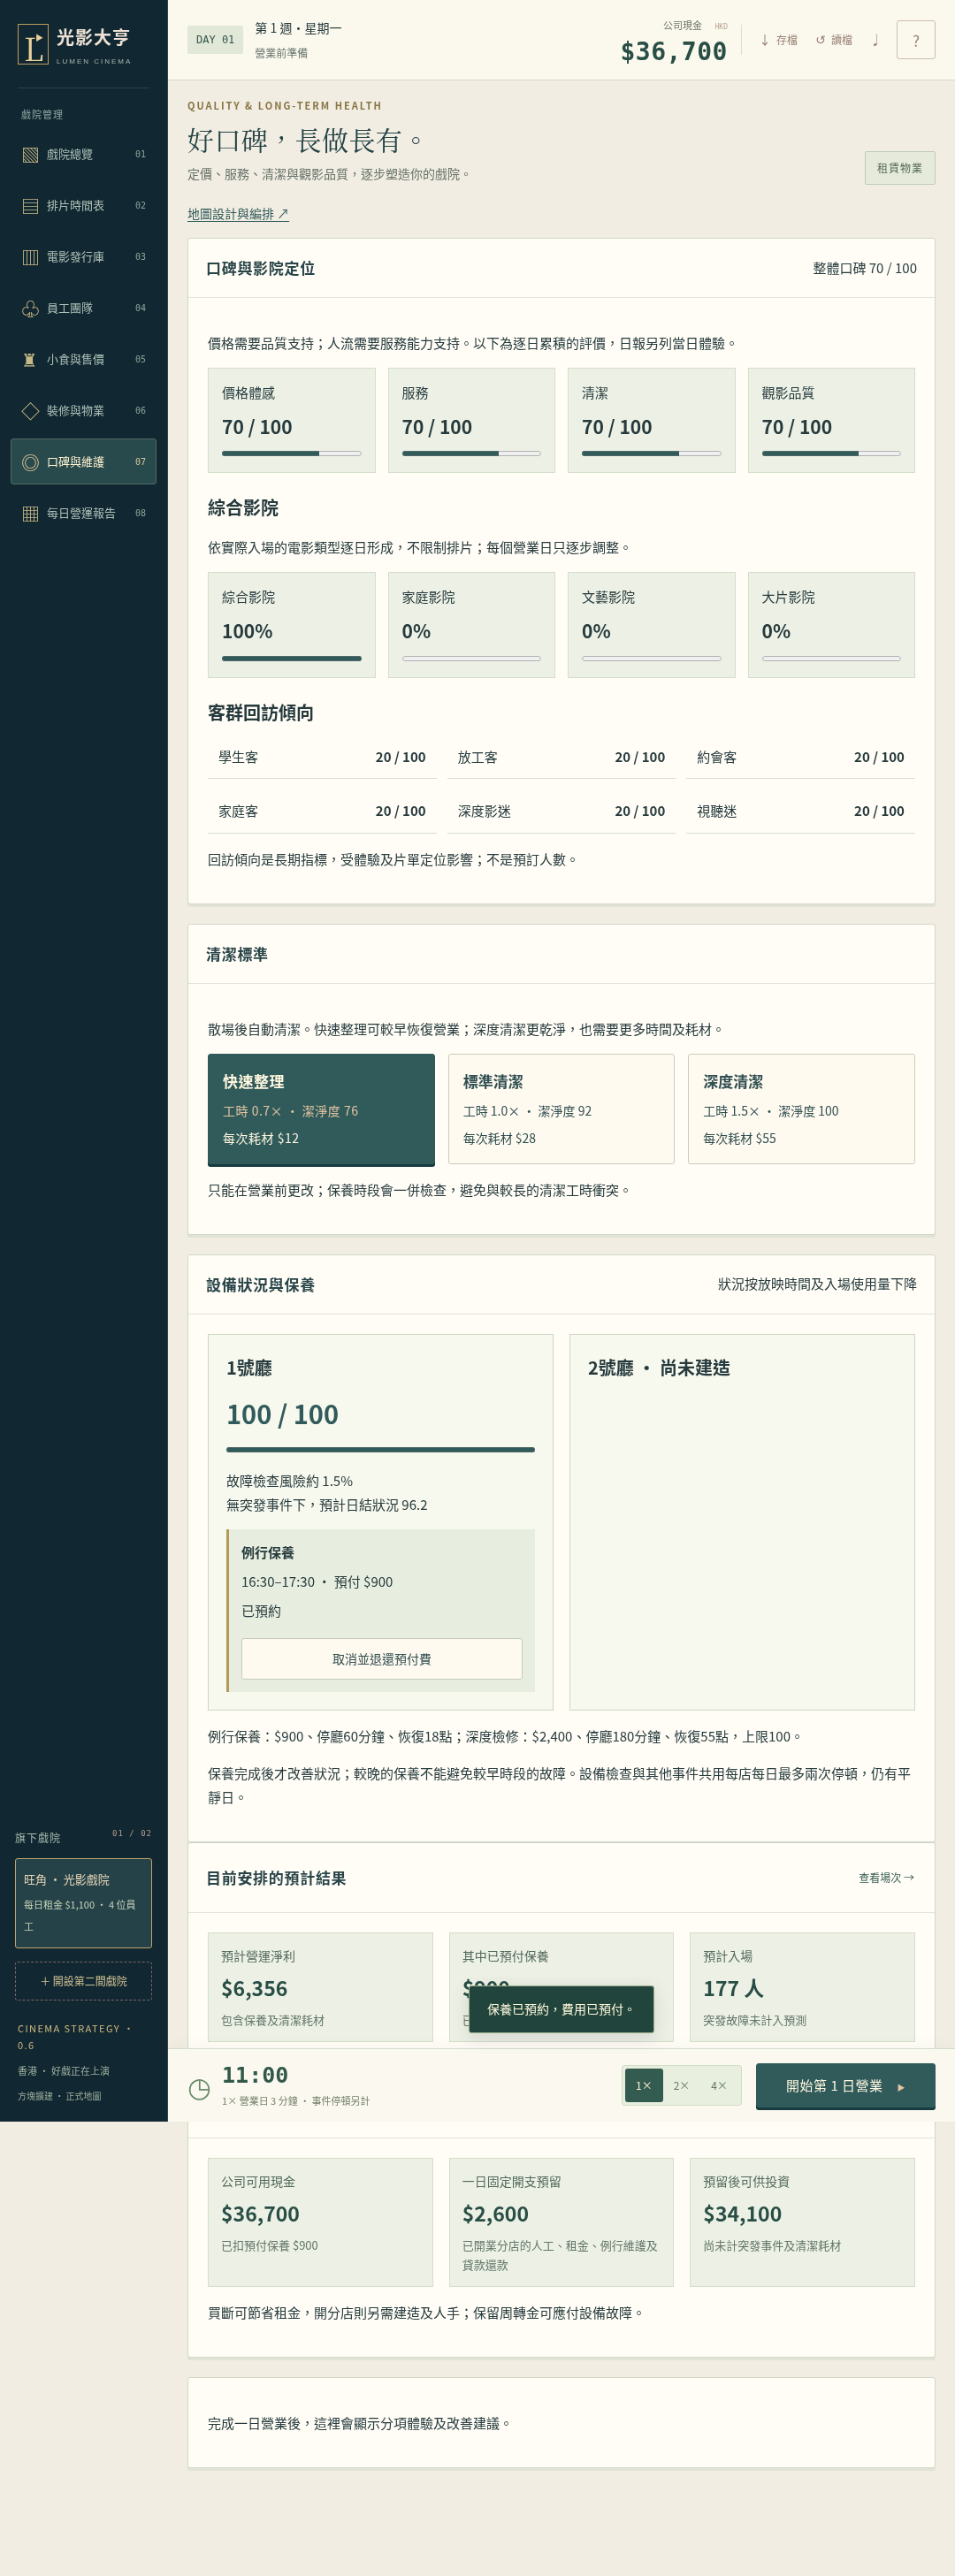 光影大亨
LUMEN CINEMA
戲院管理
戲院總覽 01
排片時間表 02
電影發行庫 03
員工團隊 04
小食與售價 05
裝修與物業 06
口碑與維護 07
每日營運報告 08
旗下戲院 01 / 02
旺角 · 光影戲院
每日租金 $1,100 · 4 位員
工
＋ 開設第二間戲院
CINEMA STRATEGY ·
0.6
香港 · 好戲正在上演
方塊擴建 · 正式地圖
DAY 01
第 1 週 · 星期一
營業前準備
公司現金 HKD
$36,700
↓ 存檔
↺ 讀檔
♩
?
QUALITY & LONG-TERM HEALTH
好口碑，長做長有。
定價、服務、清潔與觀影品質，逐步塑造你的戲院。
租賃物業
地圖設計與編排 ↗
口碑與影院定位
整體口碑 70 / 100
價格需要品質支持；人流需要服務能力支持。以下為逐日累積的評價，日報另列當日體驗。
價格體感
70 / 100
服務
70 / 100
清潔
70 / 100
觀影品質
70 / 100
綜合影院
依實際入場的電影類型逐日形成，不限制排片；每個營業日只逐步調整。
綜合影院
100%
家庭影院
0%
文藝影院
0%
大片影院
0%
客群回訪傾向
學生客 20 / 100
放工客 20 / 100
約會客 20 / 100
家庭客 20 / 100
深度影迷 20 / 100
視聽迷 20 / 100
回訪傾向是長期指標，受體驗及片單定位影響；不是預訂人數。
清潔標準
散場後自動清潔。快速整理可較早恢復營業；深度清潔更乾淨，也需要更多時間及耗材。
快速整理
工時 0.7× · 潔淨度 76
每次耗材 $12
標準清潔
工時 1.0× · 潔淨度 92
每次耗材 $28
深度清潔
工時 1.5× · 潔淨度 100
每次耗材 $55
只能在營業前更改；保養時段會一併檢查，避免與較長的清潔工時衝突。
設備狀況與保養
狀況按放映時間及入場使用量下降
1號廳
100 / 100
故障檢查風險約 1.5%
無突發事件下，預計日結狀況 96.2
例行保養
16:30–17:30 · 預付 $900
已預約
取消並退還預付費
2號廳 · 尚未建造
例行保養：$900、停廳60分鐘、恢復18點；深度檢修：$2,400、停廳180分鐘、恢復55點，上限100。
保養完成後才改善狀況；較晚的保養不能避免較早時段的故障。設備檢查與其他事件共用每店每日最多兩次停頓，仍有平
靜日。
目前安排的預計結果
查看場次 →
預計營運淨利
$6,356
包含保養及清潔耗材
其中已預付保養
$900
預計入場
177 人
突發故障未計入預測
保養已預約，費用已預付。
11:00
1× 營業日 3 分鐘 · 事件停頓另計
1×
2×
4×
開始第 1 日營業 ▸
公司可用現金
$36,700
已扣預付保養 $900
一日固定開支預留
$2,600
已開業分店的人工、租金、例行維護及
貸款還款
預留後可供投資
$34,100
尚未計突發事件及清潔耗材
買斷可節省租金，開分店則另需建造及人手；保留周轉金可應付設備故障。
完成一日營業後，這裡會顯示分項體驗及改善建議。